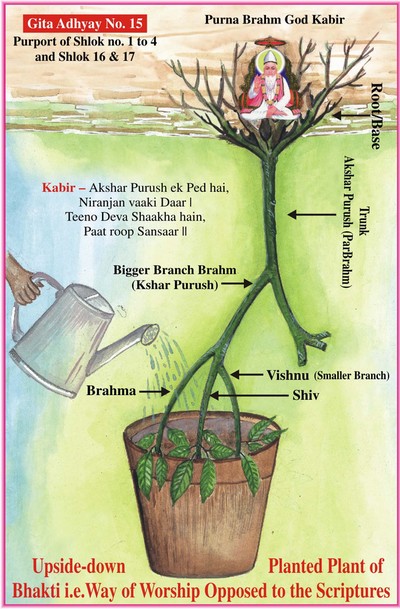 Gita Adhyay No. 15
Purport of Shlok no. 1 to 4
and Shlok 16 & 17
Purna Brahm God Kabir
Root/Base
Kabir – Akshar Purush ek Ped hai,
Niranjan vaaki Daar |
Teeno Deva Shaakha hain,
Paat roop Sansaar ||
Trunk
Akshar Purush (ParBrahm)
Bigger Branch Brahm
(Kshar Purush)
Brahma
Vishnu (Smaller Branch)
Shiv
Upside-down Planted Plant of
Bhakti i.e.Way of Worship Opposed to the Scriptures